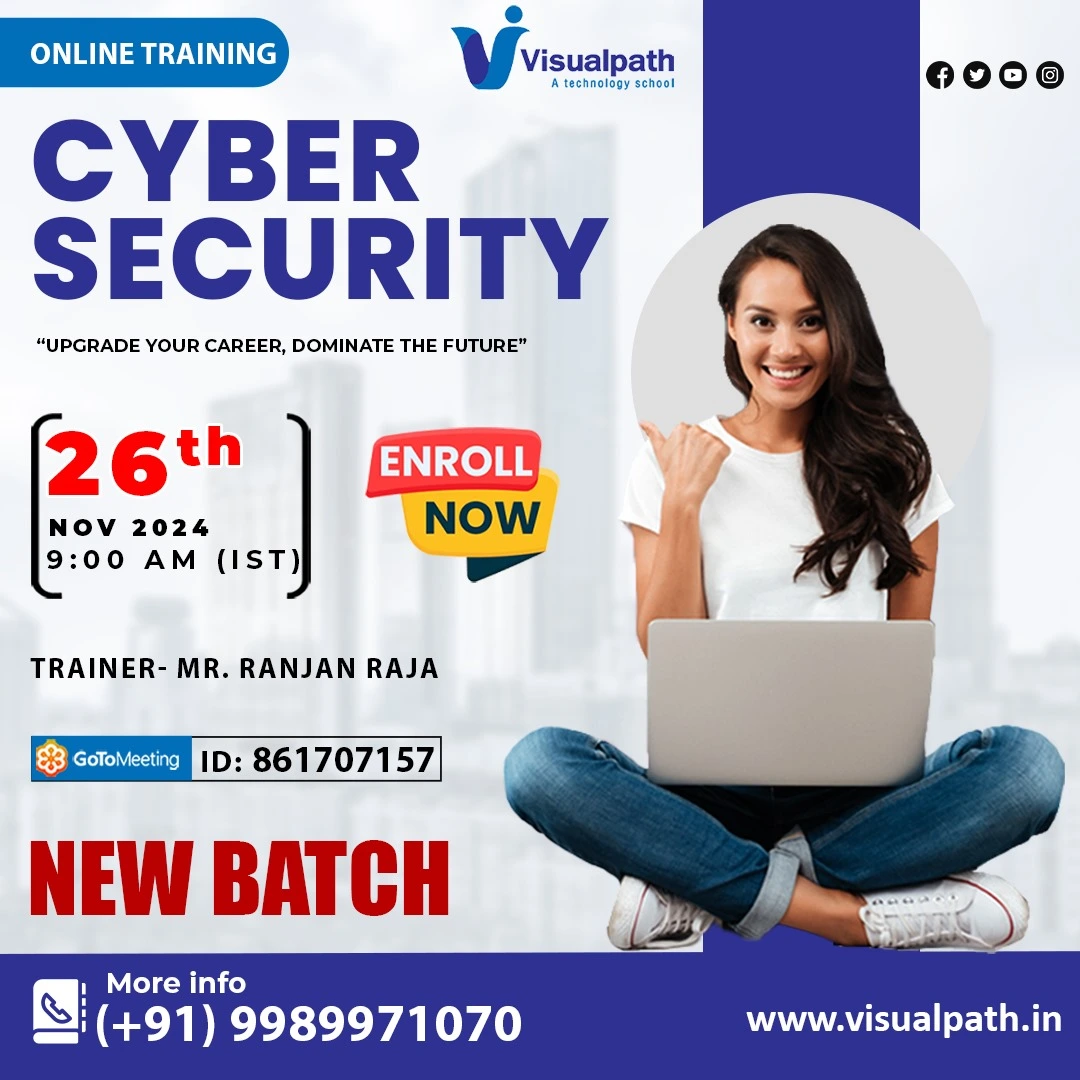 ONLINE TRAINING
Visualpath
A technology school
CYBER
SECURITY
“UPGRADE YOUR CAREER, DOMINATE THE FUTURE”
26th
NOV 2024
9:00 AM (IST)
ENROLL
NOW
TRAINER- MR. RANJAN RAJA
GoToMeeting ID: 861707157
NEW BATCH
More info
(+91) 9989971070
www.visualpath.in